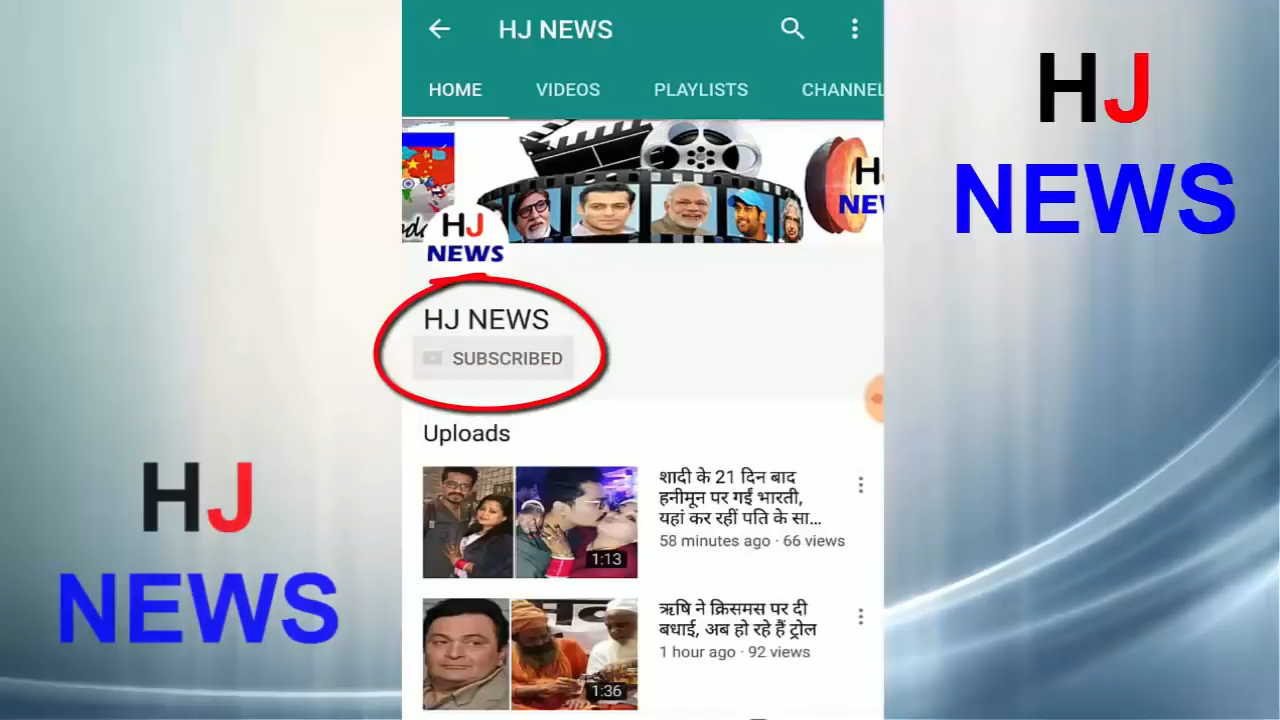 HJ NEWS
HOME VIDEOS PLAYLISTS CHANNEL
HJ
NEWS
HJ
NEWS
HJ
NEWS
HJ NEWS
SUBSCRIBED
Uploads
शादी के 21 दिन बाद
हनीमून पर गईं भारती,
यहां कर रहीं पति के सा...
58 minutes ago · 66 views
1:13
ऋषि ने क्रिसमस पर दी
बधाई, अब हो रहे हैं ट्रोल
1 hour ago · 92 views
1:36
HJ
NEWS